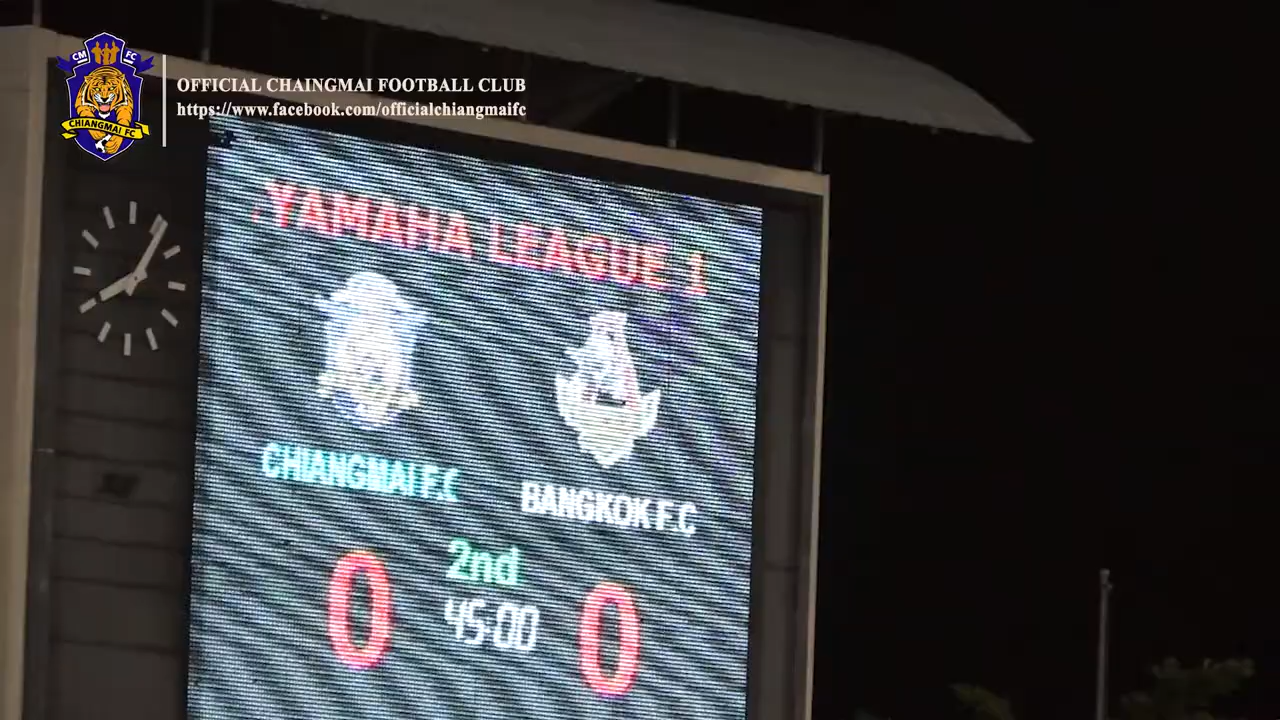 CM FC
CHIANGMAI FC
OFFICIAL CHAINGMAI FOOTBALL CLUB
https://www.facebook.com/officialchiangmaifc
YAMAHA LEAGUE 1
CHIANGMAI F.C
BANGKOK F.C
2nd
0 45:00 0